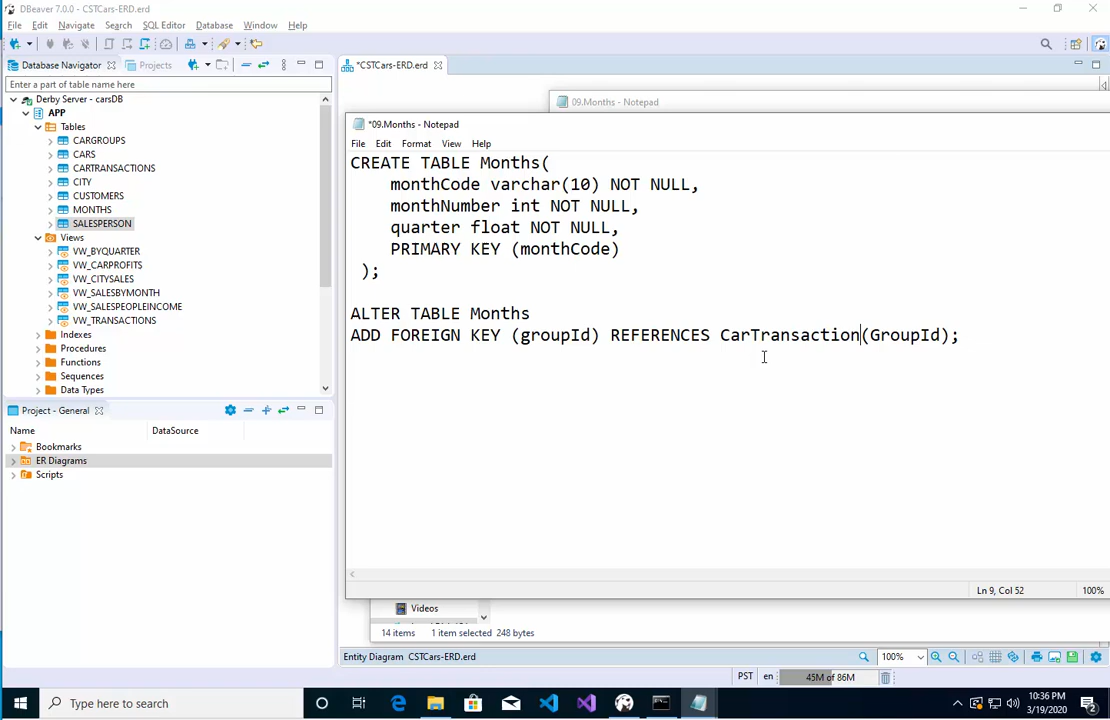 DBeaver 7.0.0 - CSTCars-ERD.erd
File Edit Navigate Search SQL Editor Database Window Help
Database Navigator Projects
*CSTCars-ERD.erd
Enter a part of table name here
Derby Server - carsDB
APP
Tables
CARGROUPS
CARS
CARTRANSACTIONS
CITY
CUSTOMERS
MONTHS
SALESPERSON
Views
VW_BYQUARTER
VW_CARPROFITS
VW_CITYSALES
VW_SALESBYMONTH
VW_SALESPEOPLEINCOME
VW_TRANSACTIONS
Indexes
Procedures
Functions
Sequences
Data Types
Project - General
Name DataSource
Bookmarks
ER Diagrams
Scripts
09.Months - Notepad
*09.Months - Notepad
File Edit Format View Help
CREATE TABLE Months(
monthCode varchar(10) NOT NULL,
monthNumber int NOT NULL,
quarter float NOT NULL,
PRIMARY KEY (monthCode)
);
ALTER TABLE Months
ADD FOREIGN KEY (groupId) REFERENCES CarTransaction(GroupId);
Ln 9, Col 52 100%
Videos
14 items 1 item selected 248 bytes
Entity Diagram CSTCars-ERD.erd 100%
PST en 45M of 86M
Type here to search
10:36 PM
3/19/2020
2